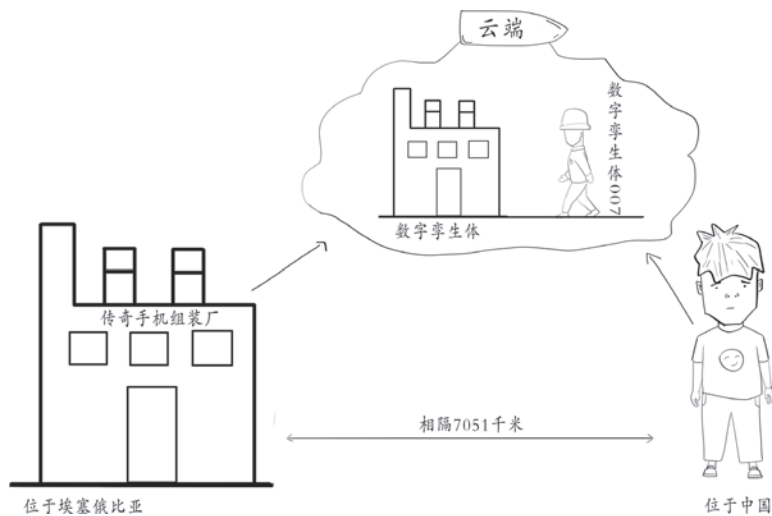 云端
数字孪生体007
数字孪生体
传奇手机组装厂
相隔7051千米
位于埃塞俄比亚
位于中国